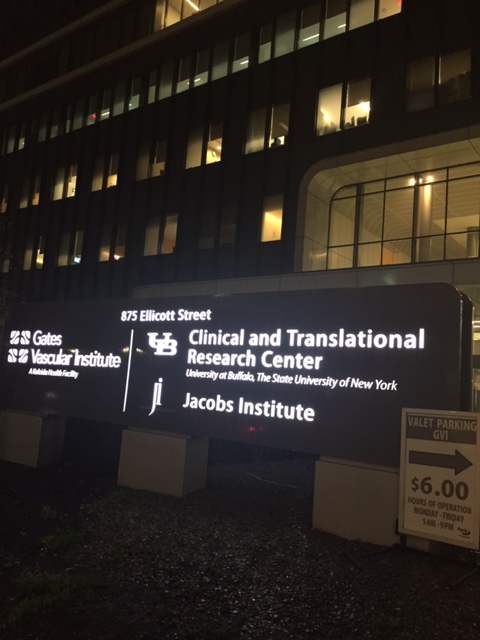 875 Ellicott Street
Gates
Vascular Institute
A Kaleida Health Facility
UB
Clinical and Translational
Research Center
University at Buffalo, The State University of New York
ji
Jacobs Institute
VALET PARKING
GVI
$6.00
HOURS OF OPERATION
MONDAY - FRIDAY
5AM - 9PM